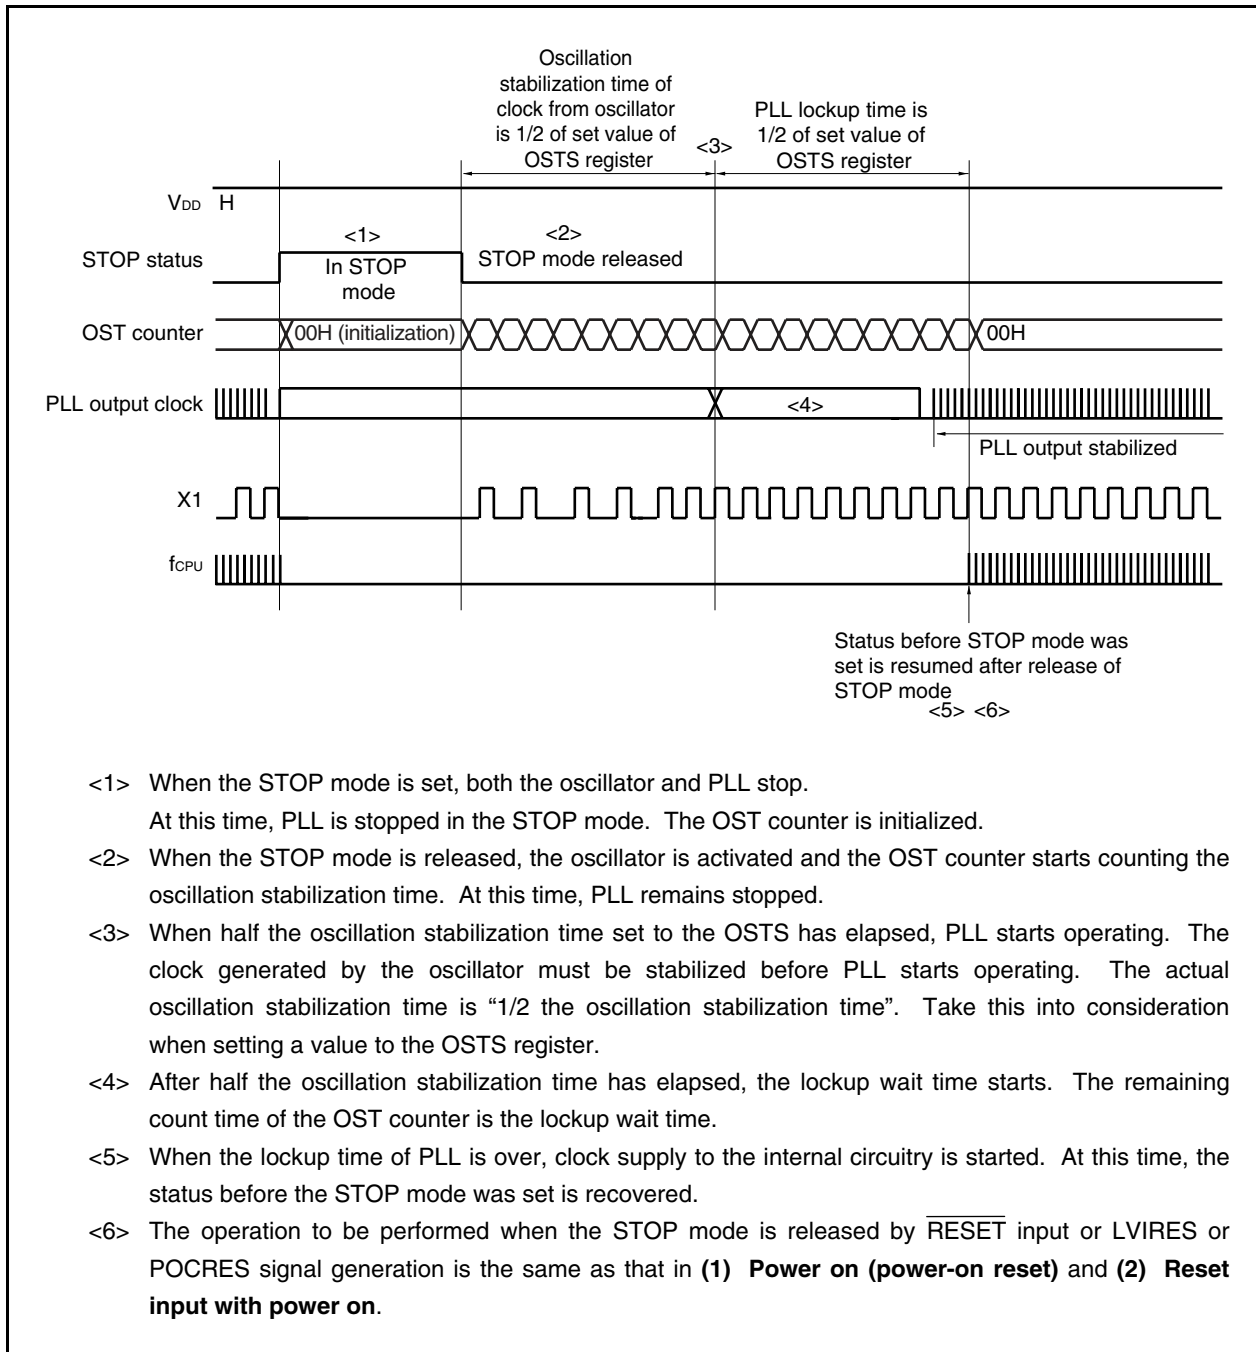 Oscillation
stabilization time of
clock from oscillator
is 1/2 of set value of
OSTS register
<3>
PLL lockup time is
1/2 of set value of
OSTS register
VDD H
<1>
<2>
STOP status
In STOP
mode
STOP mode released
OST counter
00H (initialization)
00H
PLL output clock
<4>
PLL output stabilized
X1
fCPU
Status before STOP mode was
set is resumed after release of
STOP mode
<5> <6>
<1> When the STOP mode is set, both the oscillator and PLL stop.
At this time, PLL is stopped in the STOP mode. The OST counter is initialized.
<2> When the STOP mode is released, the oscillator is activated and the OST counter starts counting the
oscillation stabilization time. At this time, PLL remains stopped.
<3> When half the oscillation stabilization time set to the OSTS has elapsed, PLL starts operating. The
clock generated by the oscillator must be stabilized before PLL starts operating. The actual
oscillation stabilization time is “1/2 the oscillation stabilization time”. Take this into consideration
when setting a value to the OSTS register.
<4> After half the oscillation stabilization time has elapsed, the lockup wait time starts. The remaining
count time of the OST counter is the lockup wait time.
<5> When the lockup time of PLL is over, clock supply to the internal circuitry is started. At this time, the
status before the STOP mode was set is recovered.
<6> The operation to be performed when the STOP mode is released by RESET input or LVIRES or
POCRES signal generation is the same as that in (1) Power on (power-on reset) and (2) Reset
input with power on.